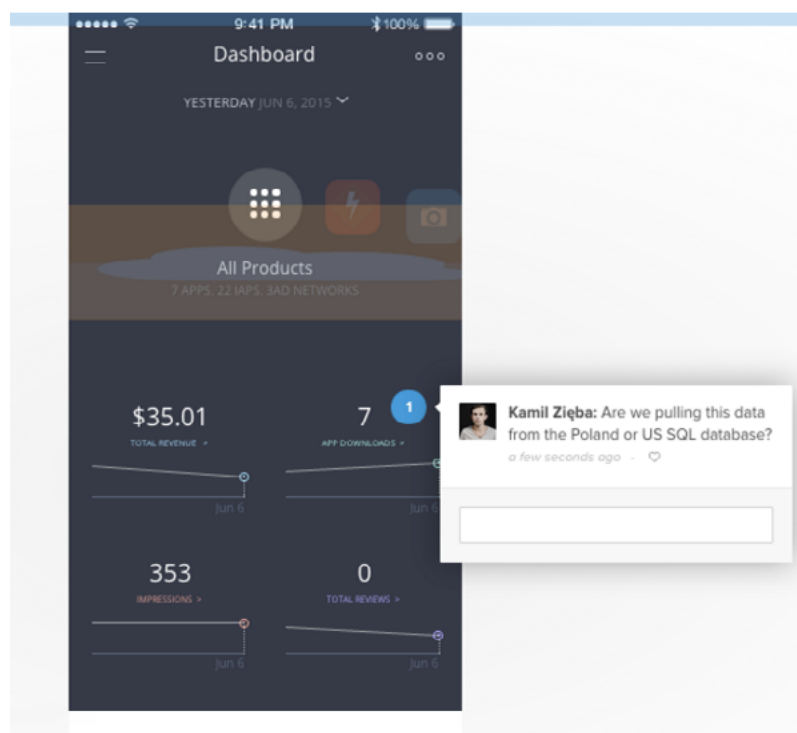 9:41 PM
100%
Dashboard
YESTERDAY JUN 6, 2015
All Products
7 APPS. 22 IAPS. 3AD NETWORKS
$35.01
TOTAL REVENUE >
7
APP DOWNLOADS >
1
Kamil Zięba: Are we pulling this data
from the Poland or US SQL database?
a few seconds ago -
Jun 6
Jun 6
353
IMPRESSIONS >
0
TOTAL REVIEWS >
Jun 6
Jun 6